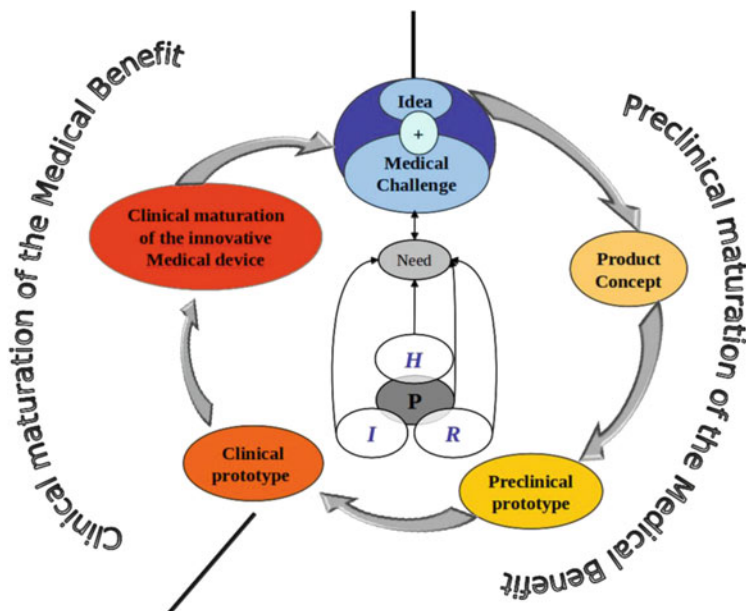 Clinical maturation of the Medical Benefit
Preclinical maturation of the Medical Benefit
Idea
+
Medical
Challenge
Clinical maturation
of the innovative
Medical device
Need
Product
Concept
H
P
I
R
Clinical
prototype
Preclinical
prototype